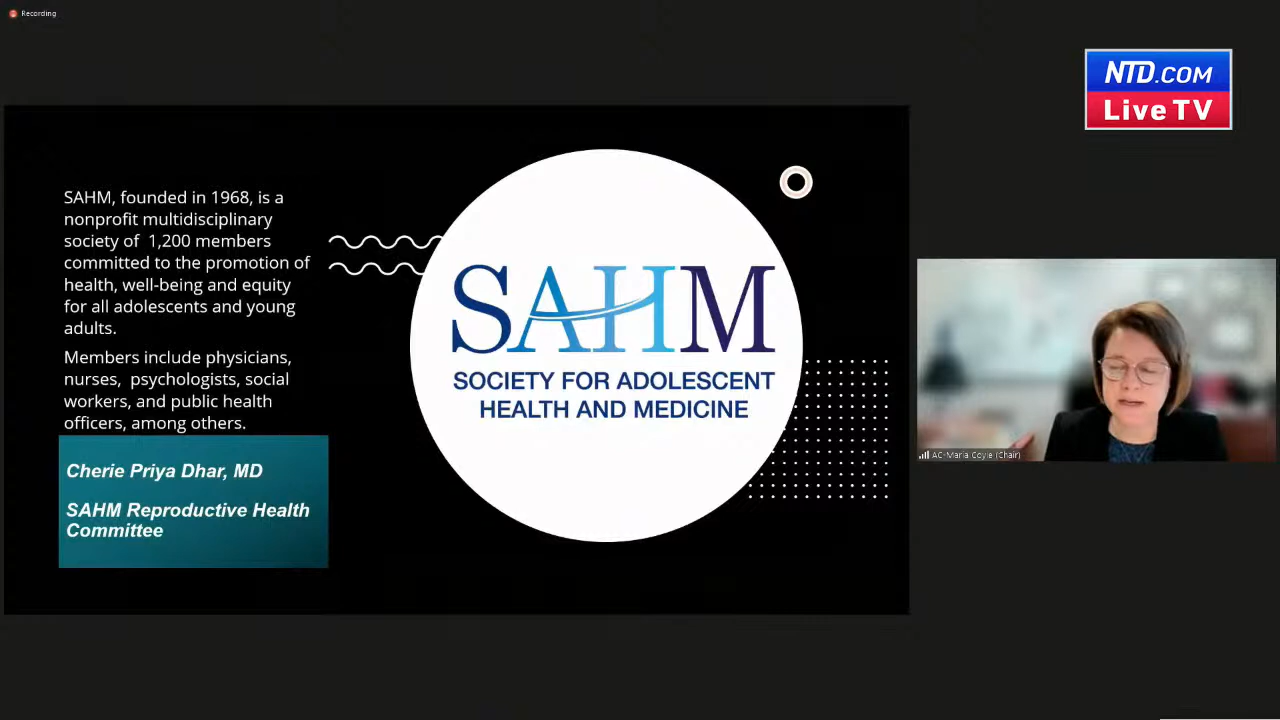 Recording
NTD.COM
Live TV
SAHM, founded in 1968, is a
nonprofit multidisciplinary
society of 1,200 members
committed to the promotion of
health, well-being and equity
for all adolescents and young
adults.
Members include physicians,
nurses, psychologists, social
workers, and public health
officers, among others.
Cherie Priya Dhar, MD
SAHM Reproductive Health
Committee
SAHM
SOCIETY FOR ADOLESCENT
HEALTH AND MEDICINE
AC-Maria Coyle (Chair)